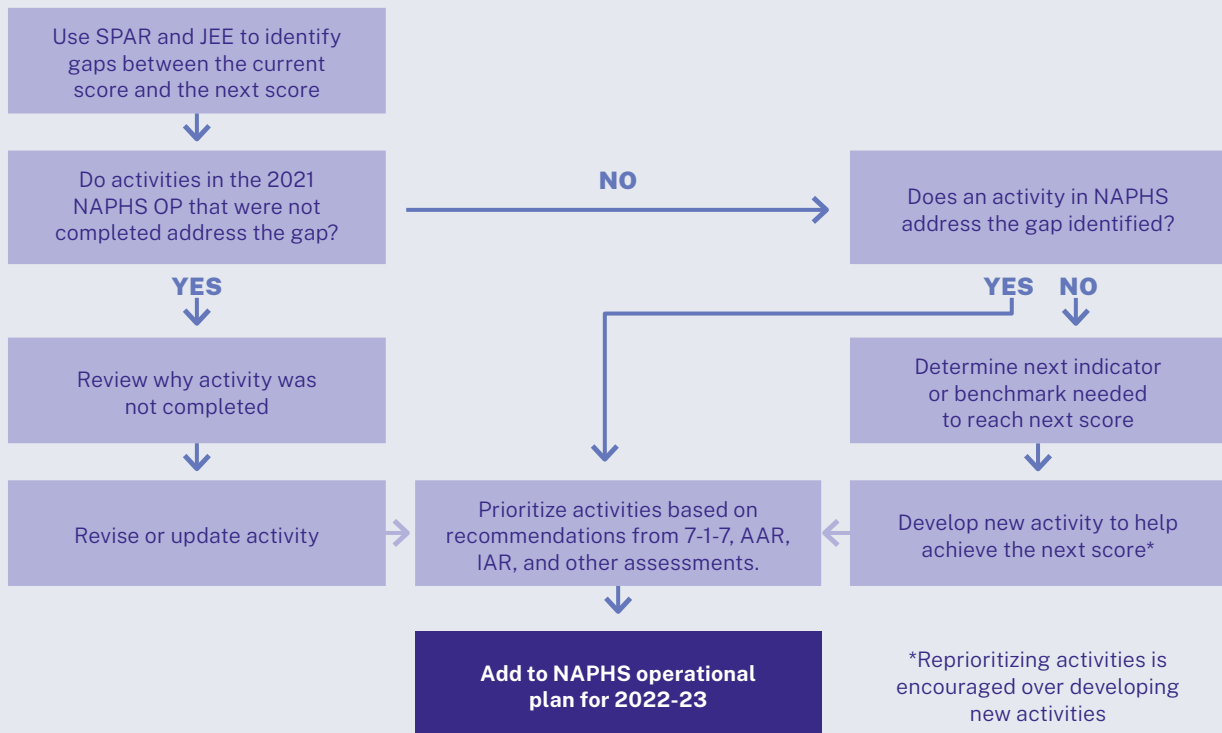 Use SPAR and JEE to identify
gaps between the current
score and the next score
Do activities in the 2021
NAPHS OP that were not
completed address the gap?
NO
Does an activity in NAPHS
address the gap identified?
YES
YES
NO
Review why activity was
not completed
Determine next indicator
or benchmark needed
to reach next score
Revise or update activity
Prioritize activities based on
recommendations from 7-1-7, AAR,
IAR, and other assessments.
Develop new activity to help
achieve the next score*
Add to NAPHS operational
plan for 2022-23
*Reprioritizing activities is
encouraged over developing
new activities